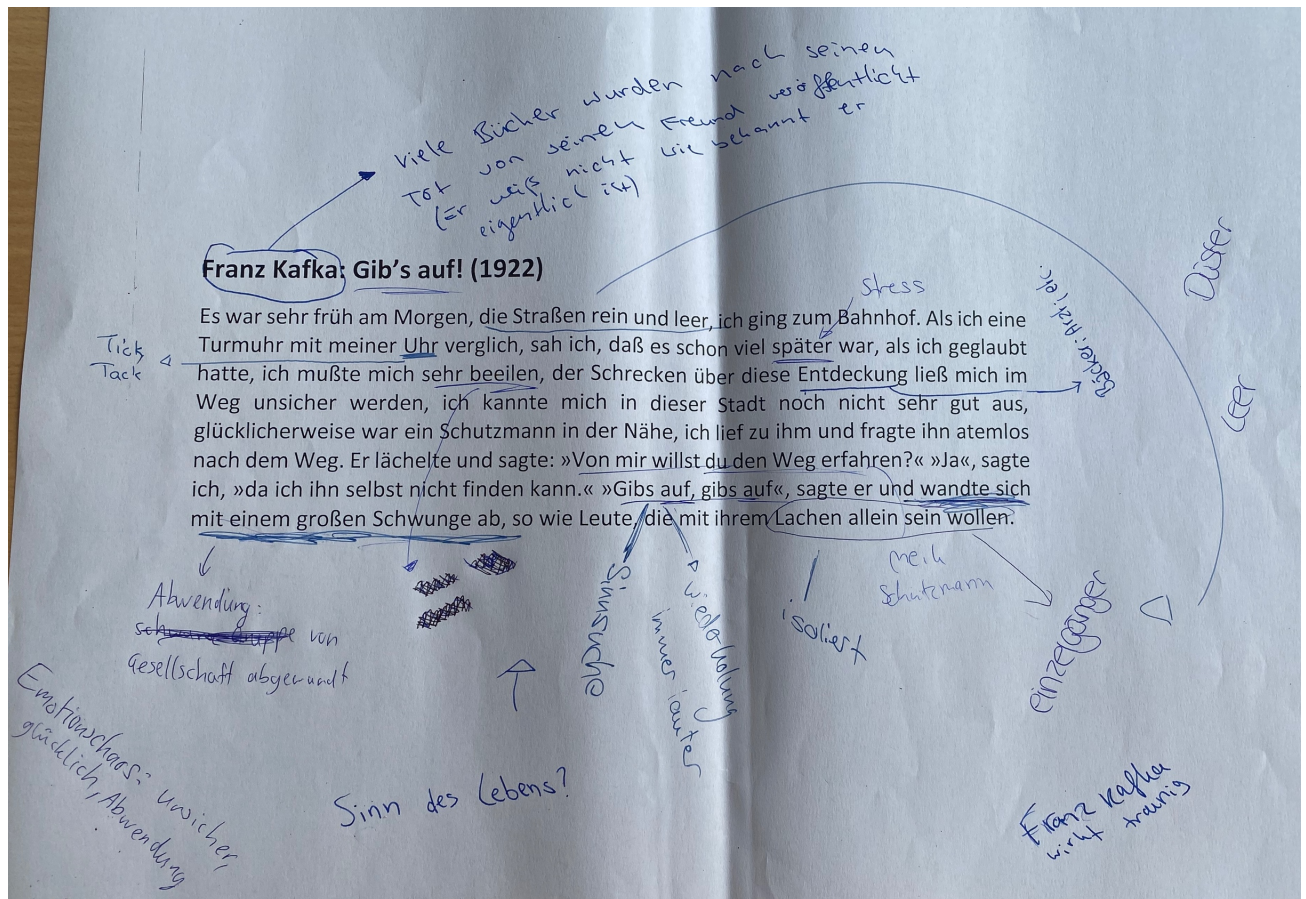 viele Bücher wurden nach seinen
Tot von seinen Freund veröffentlicht
(Er weiß nicht wie bekannt er
eigentlich ist)
Franz Kafka: Gib's auf! (1922)
Stress
Es war sehr früh am Morgen, die Straßen rein und leer, ich ging zum Bahnhof. Als ich eine
Turmuhr mit meiner Uhr verglich, sah ich, daß es schon viel später war, als ich geglaubt
hatte, ich mußte mich sehr beeilen, der Schrecken über diese Entdeckung ließ mich im
Weg unsicher werden, ich kannte mich in dieser Stadt noch nicht sehr gut aus,
glücklicherweise war ein Schutzmann in der Nähe, ich lief zu ihm und fragte ihn atemlos
nach dem Weg. Er lächelte und sagte: »Von mir willst du den Weg erfahren?« »Ja«, sagte
ich, »da ich ihn selbst nicht finden kann.« »Gibs auf, gibs auf«, sagte er und wandte sich
mit einem großen Schwunge ab, so wie Leute, die mit ihrem Lachen allein sein wollen.
Tick
Tack
Bäcker, Arzt, etc.
Düster
Leer
Abwendung:
von
Gesellschaft abgewandt
Sinnsuche
wiederholung
immer lauter
isoliert
Schutzmann
einzelgänger
Emotionschaos: unsicher,
glücklich, Abwendung
Sinn des Lebens?
Franz Kafka
wirkt traurig